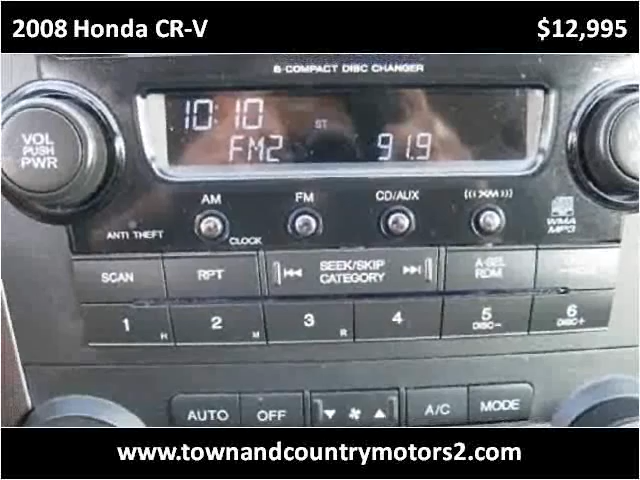 2008 Honda CR-V
$12,995
6-COMPACT DISC CHANGER
10:10
ST
FM2 91.9
VOL
PUSH
PWR
AM FM CD/AUX XM
ANTI THEFT
CLOCK
WMA
MP3
SCAN RPT SEEK/SKIP
CATEGORY
A-SEL
RDM
1 H 2 M 3 R 4 5 6
DISC- DISC+
AUTO OFF A/C MODE
www.townandcountrymotors2.com